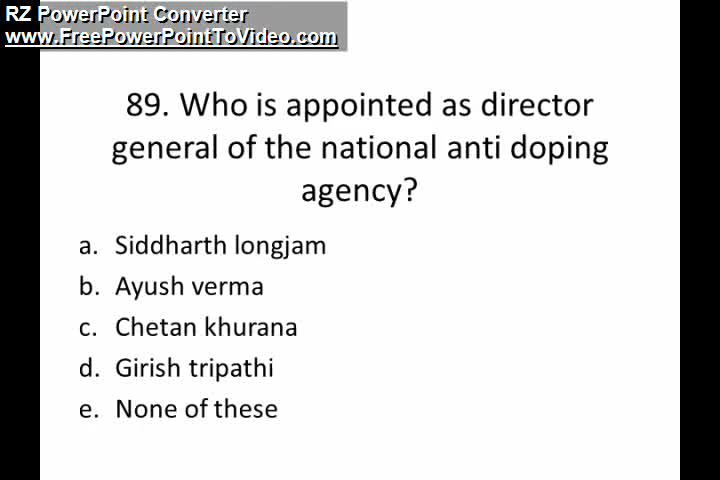 RZ PowerPoint Converter
www.FreePowerPointToVideo.com
89. Who is appointed as director
general of the national anti doping
agency?
a. Siddharth longjam
b. Ayush verma
c. Chetan khurana
d. Girish tripathi
e. None of these